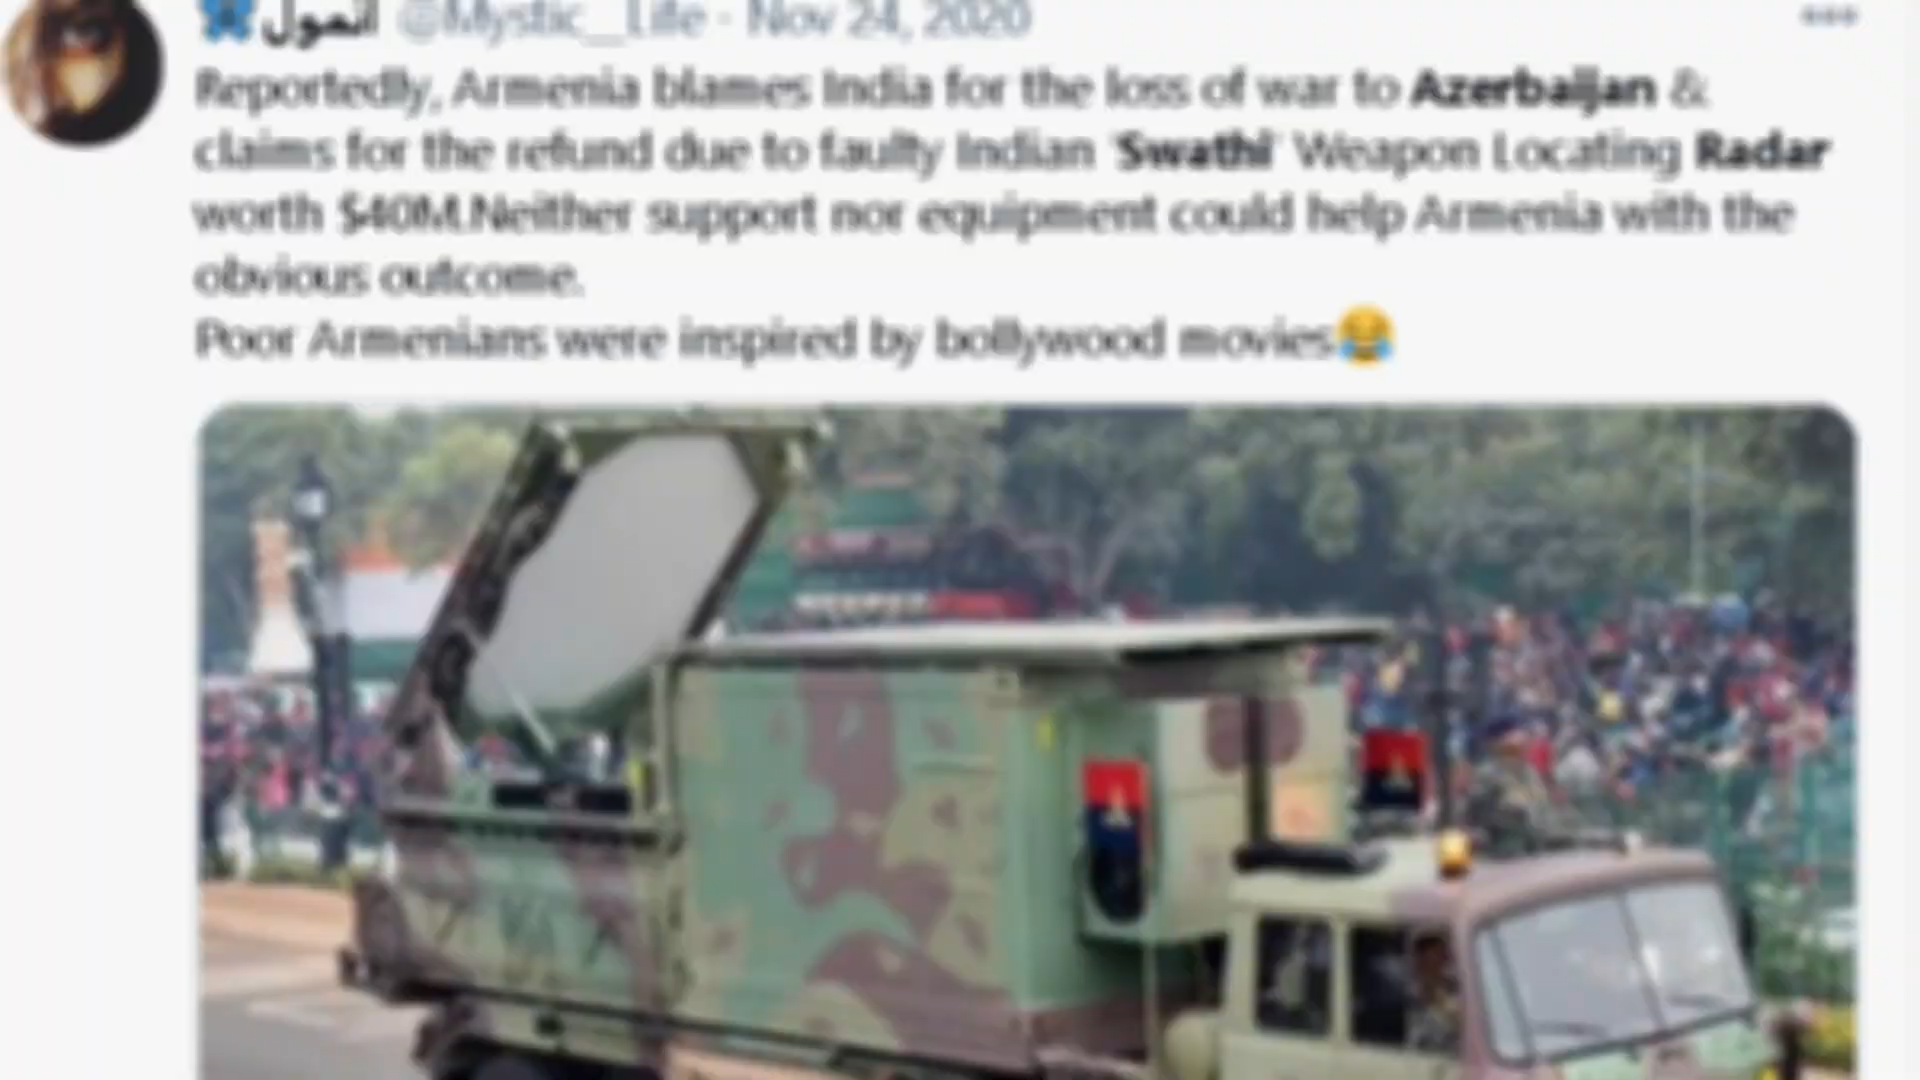 انمول @Mystic__Life · Nov 24, 2020
Reportedly, Armenia blames India for the loss of war to Azerbaijan &
claims for the refund due to faulty Indian 'Swathi' Weapon Locating Radar
worth $40M.Neither support nor equipment could help Armenia with the
obvious outcome.
Poor Armenians were inspired by bollywood movies😂